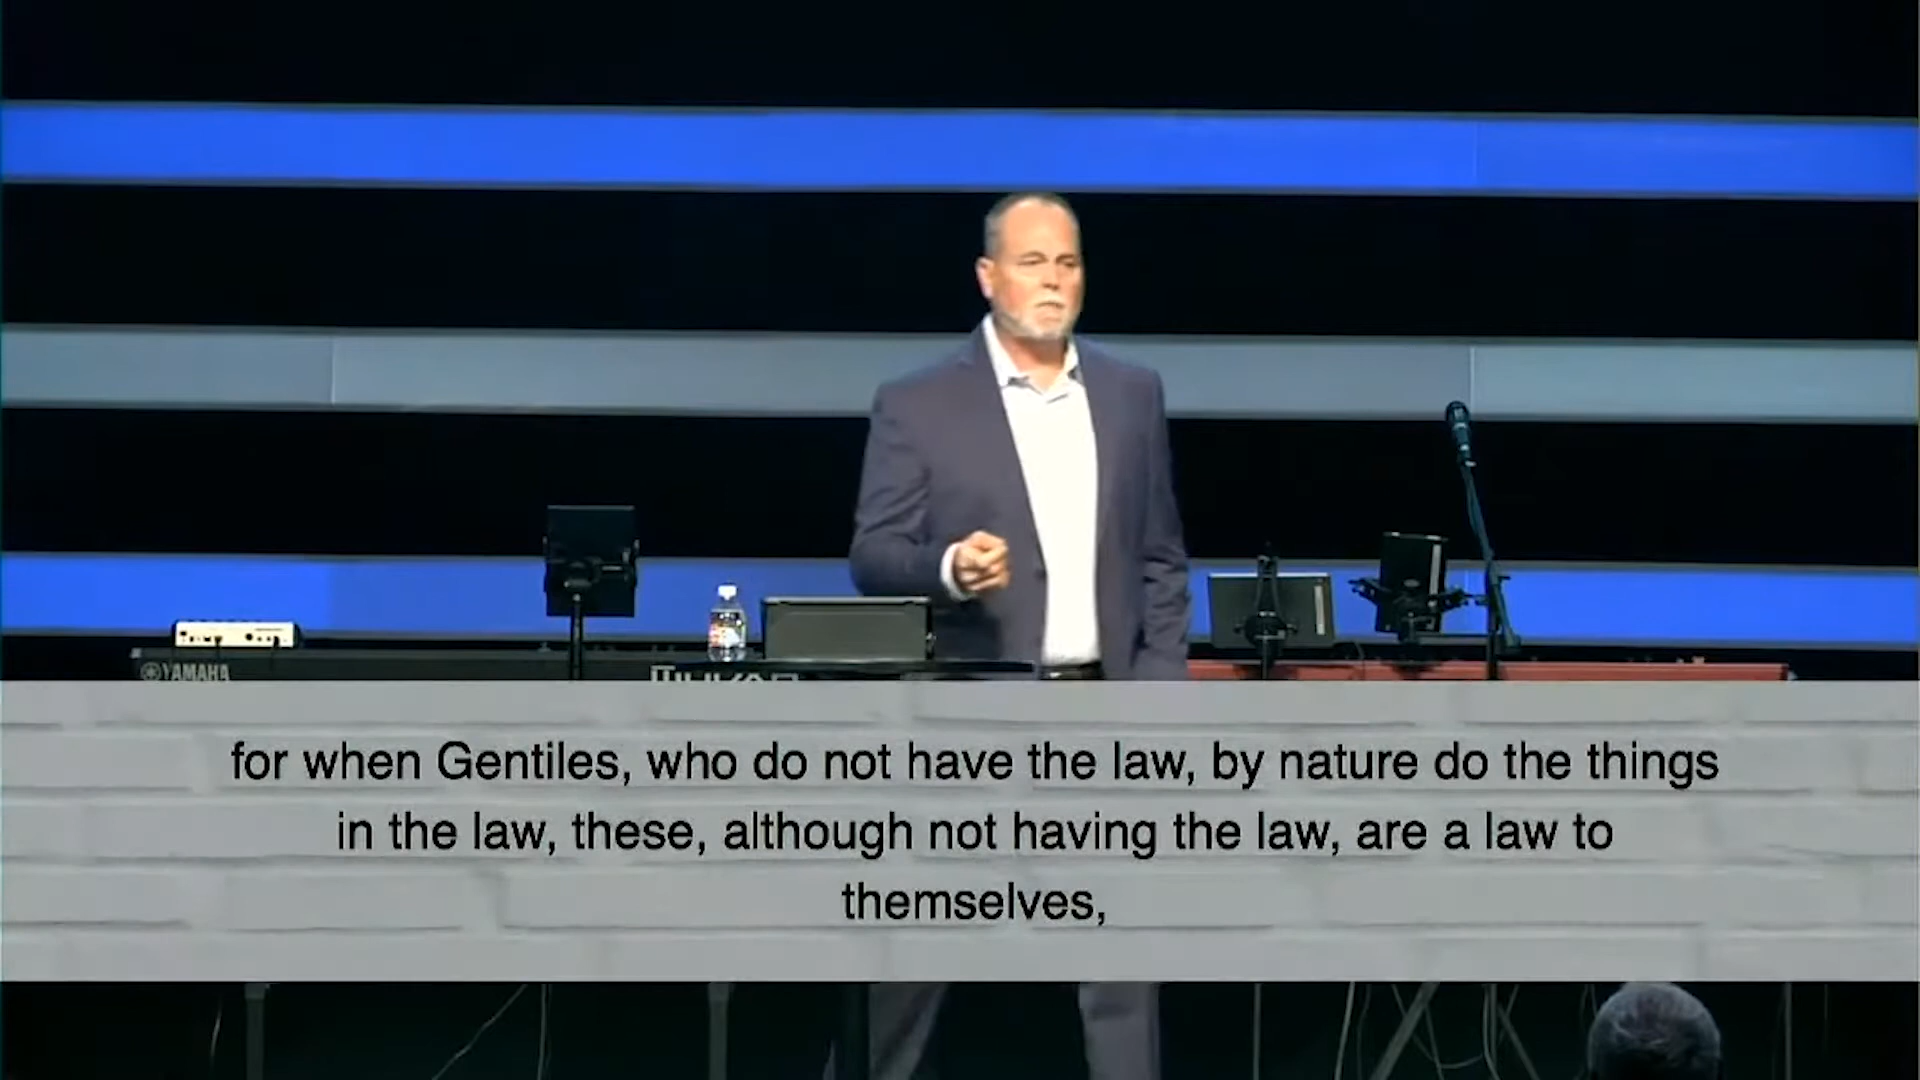 YAMAHA
for when Gentiles, who do not have the law, by nature do the things
in the law, these, although not having the law, are a law to
themselves,